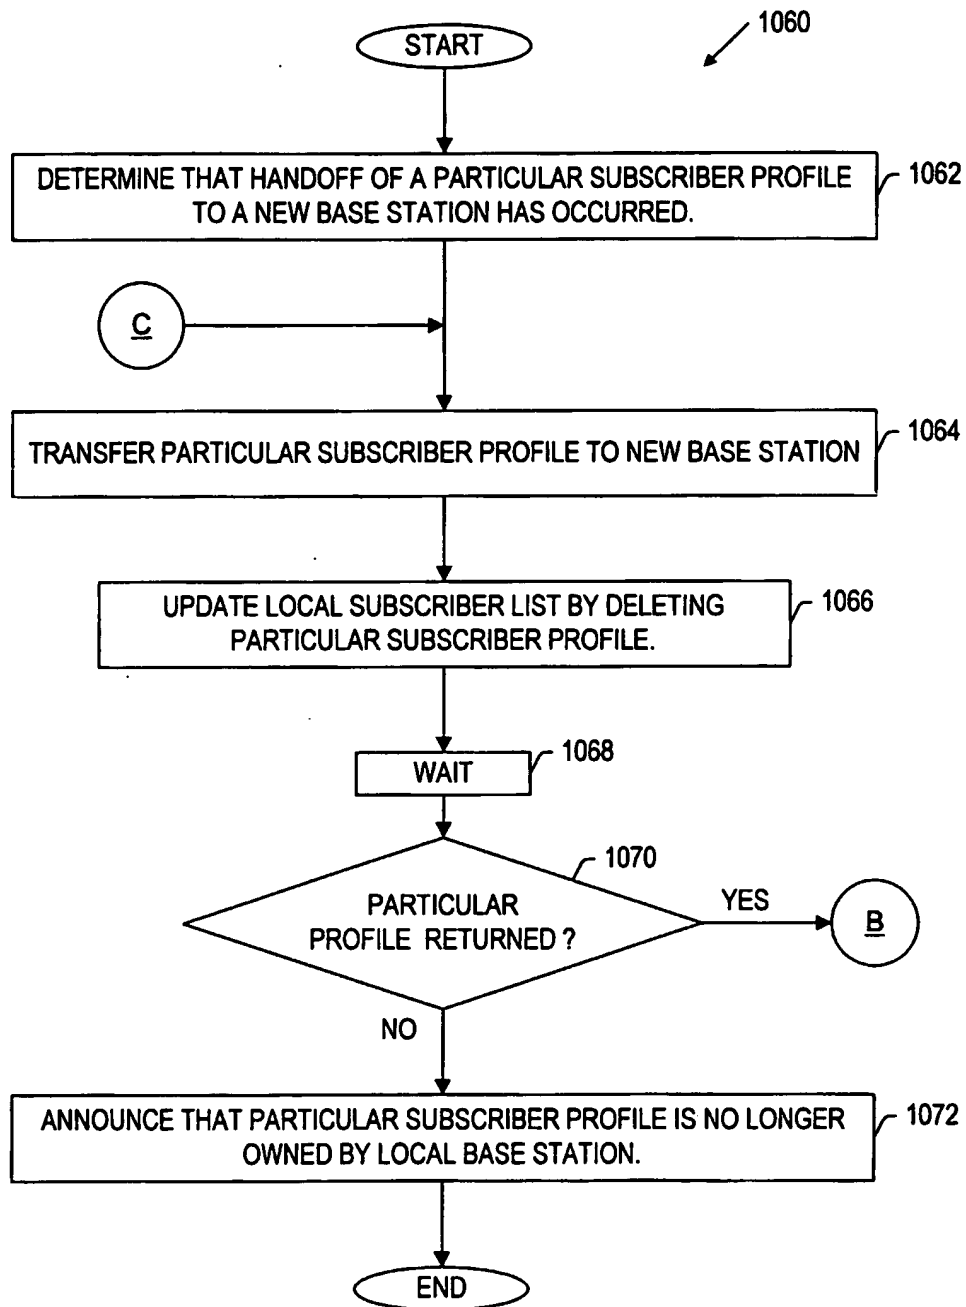 1060
START
DETERMINE THAT HANDOFF OF A PARTICULAR SUBSCRIBER PROFILE
TO A NEW BASE STATION HAS OCCURRED.
1062
C
TRANSFER PARTICULAR SUBSCRIBER PROFILE TO NEW BASE STATION
1064
UPDATE LOCAL SUBSCRIBER LIST BY DELETING
PARTICULAR SUBSCRIBER PROFILE.
1066
WAIT
1068
PARTICULAR
PROFILE RETURNED ?
1070
YES
B
NO
ANNOUNCE THAT PARTICULAR SUBSCRIBER PROFILE IS NO LONGER
OWNED BY LOCAL BASE STATION.
1072
END